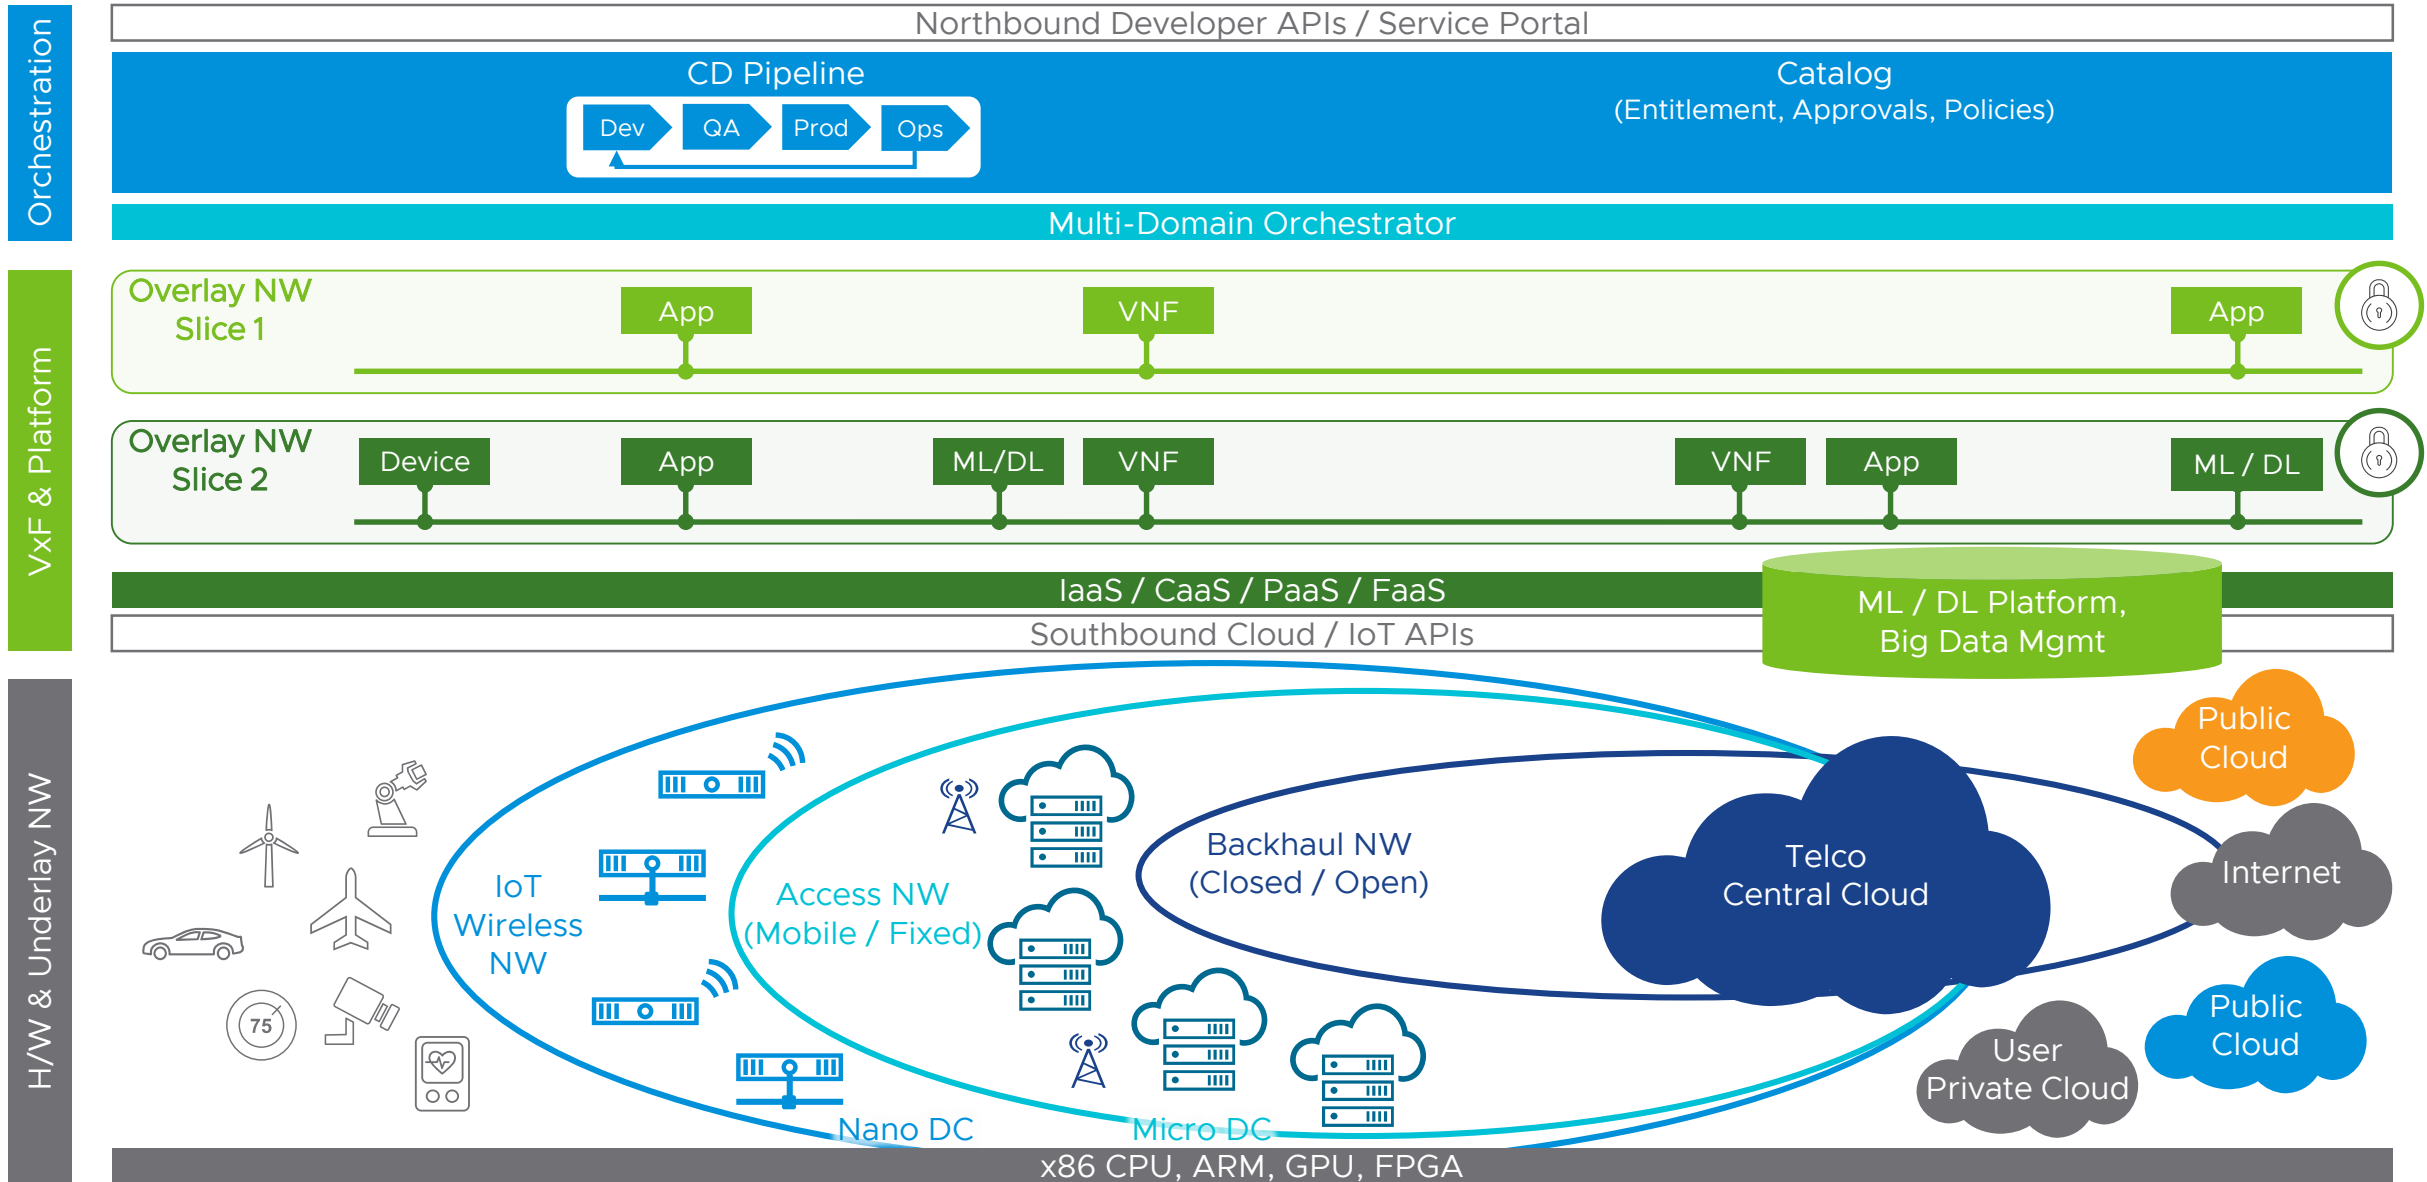 Orchestration
Northbound Developer APIs / Service Portal
CD Pipeline
Dev
QA
Prod
Ops
Catalog
(Entitlement, Approvals, Policies)
Multi-Domain Orchestrator
VxF & Platform
Overlay NW
Slice 1
App
VNF
App
Overlay NW
Slice 2
Device
App
ML/DL
VNF
VNF
App
ML / DL
IaaS / CaaS / PaaS / FaaS
Southbound Cloud / IoT APIs
ML / DL Platform,
Big Data Mgmt
H/W & Underlay NW
75
IoT
Wireless
NW
Nano DC
Access NW
(Mobile / Fixed)
Micro DC
Backhaul NW
(Closed / Open)
Telco
Central Cloud
Public
Cloud
Internet
Public
Cloud
User
Private Cloud
x86 CPU, ARM, GPU, FPGA